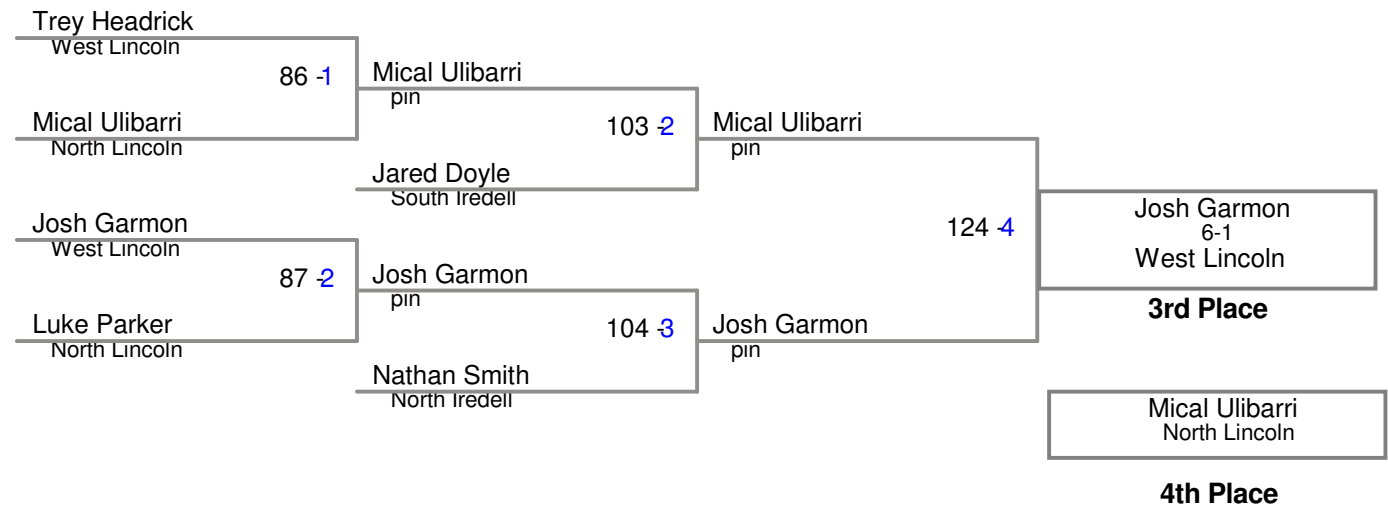 Trey Headrick
West Lincoln
86 -1
Mical Ulibarri
pin
Mical Ulibarri
North Lincoln
103 -2
Mical Ulibarri
pin
Jared Doyle
South Iredell
Josh Garmon
West Lincoln
124 -4
Josh Garmon
6-1
West Lincoln
3rd Place
87 -2
Josh Garmon
pin
Luke Parker
North Lincoln
104 -3
Josh Garmon
pin
Nathan Smith
North Iredell
Mical Ulibarri
North Lincoln
4th Place